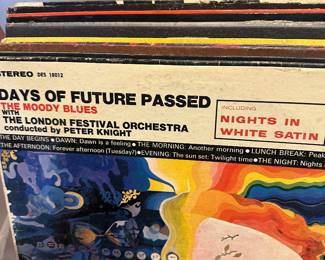 STEREO DES 18012
DAYS OF FUTURE PASSED
THE MOODY BLUES
WITH
THE LONDON FESTIVAL ORCHESTRA
conducted by PETER KNIGHT
INCLUDING
NIGHTS IN
WHITE SATIN
THE DAY BEGINS • DAWN: Dawn is a feeling • THE MORNING: Another morning • LUNCH BREAK: Peak
THE AFTERNOON: Forever afternoon (Tuesday?) • EVENING: The sun set: Twilight time • THE NIGHT: Nights